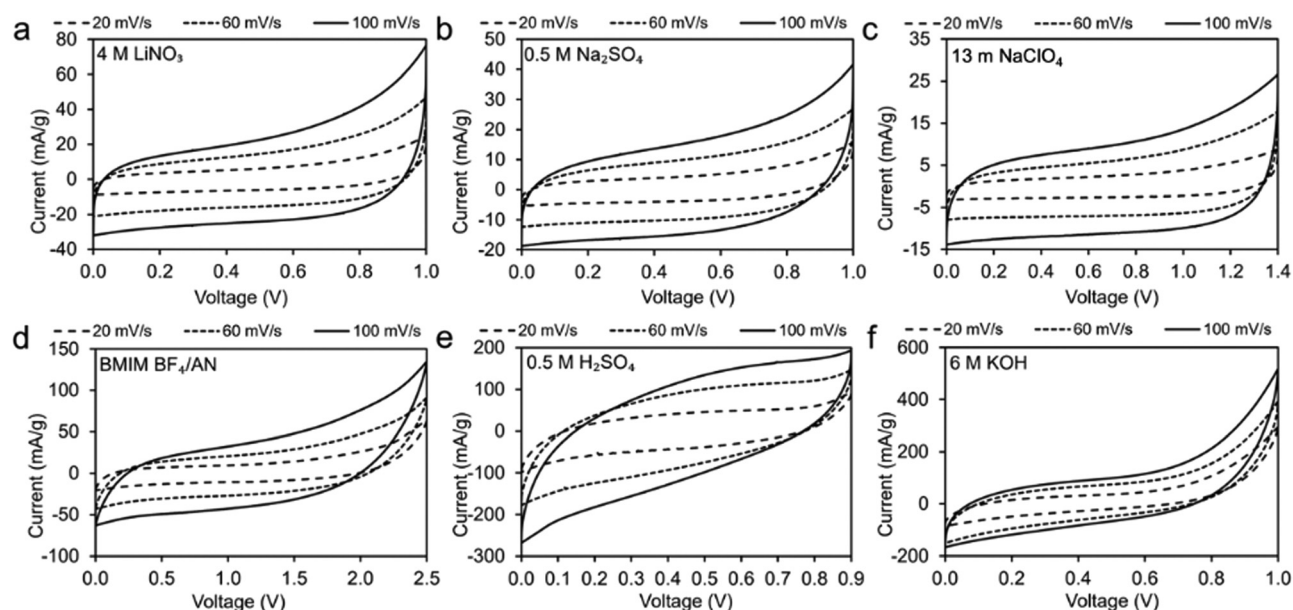 a
20 mV/s 60 mV/s 100 mV/s
4 M LiNO₃
80
60
40
20
0
-20
-40
Current (mA/g)
0.0 0.2 0.4 0.6 0.8 1.0
Voltage (V)
b
20 mV/s 60 mV/s 100 mV/s
0.5 M Na₂SO₄
50
40
30
20
10
0
-10
-20
Current (mA/g)
0.0 0.2 0.4 0.6 0.8 1.0
Voltage (V)
c
20 mV/s 60 mV/s 100 mV/s
13 m NaClO₄
35
25
15
5
-5
-15
Current (mA/g)
0.0 0.2 0.4 0.6 0.8 1.0 1.2 1.4
Voltage (V)
d
20 mV/s 60 mV/s 100 mV/s
BMIM BF₄/AN
150
100
50
0
-50
-100
Current (mA/g)
0.0 0.5 1.0 1.5 2.0 2.5
Voltage (V)
e
20 mV/s 60 mV/s 100 mV/s
0.5 M H₂SO₄
200
100
0
-100
-200
-300
Current (mA/g)
0.0 0.1 0.2 0.3 0.4 0.5 0.6 0.7 0.8 0.9
Voltage (V)
f
20 mV/s 60 mV/s 100 mV/s
6 M KOH
600
400
200
0
-200
Current (mA/g)
0.0 0.2 0.4 0.6 0.8 1.0
Voltage (V)